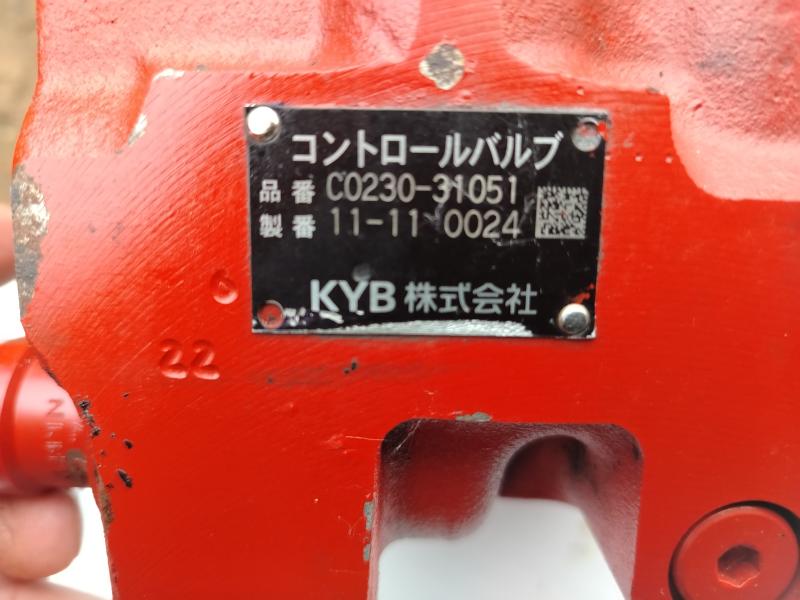 コントロールバルブ
品番 C0230-31051
製番 11-11 0024
KYB 株式会社
6
22